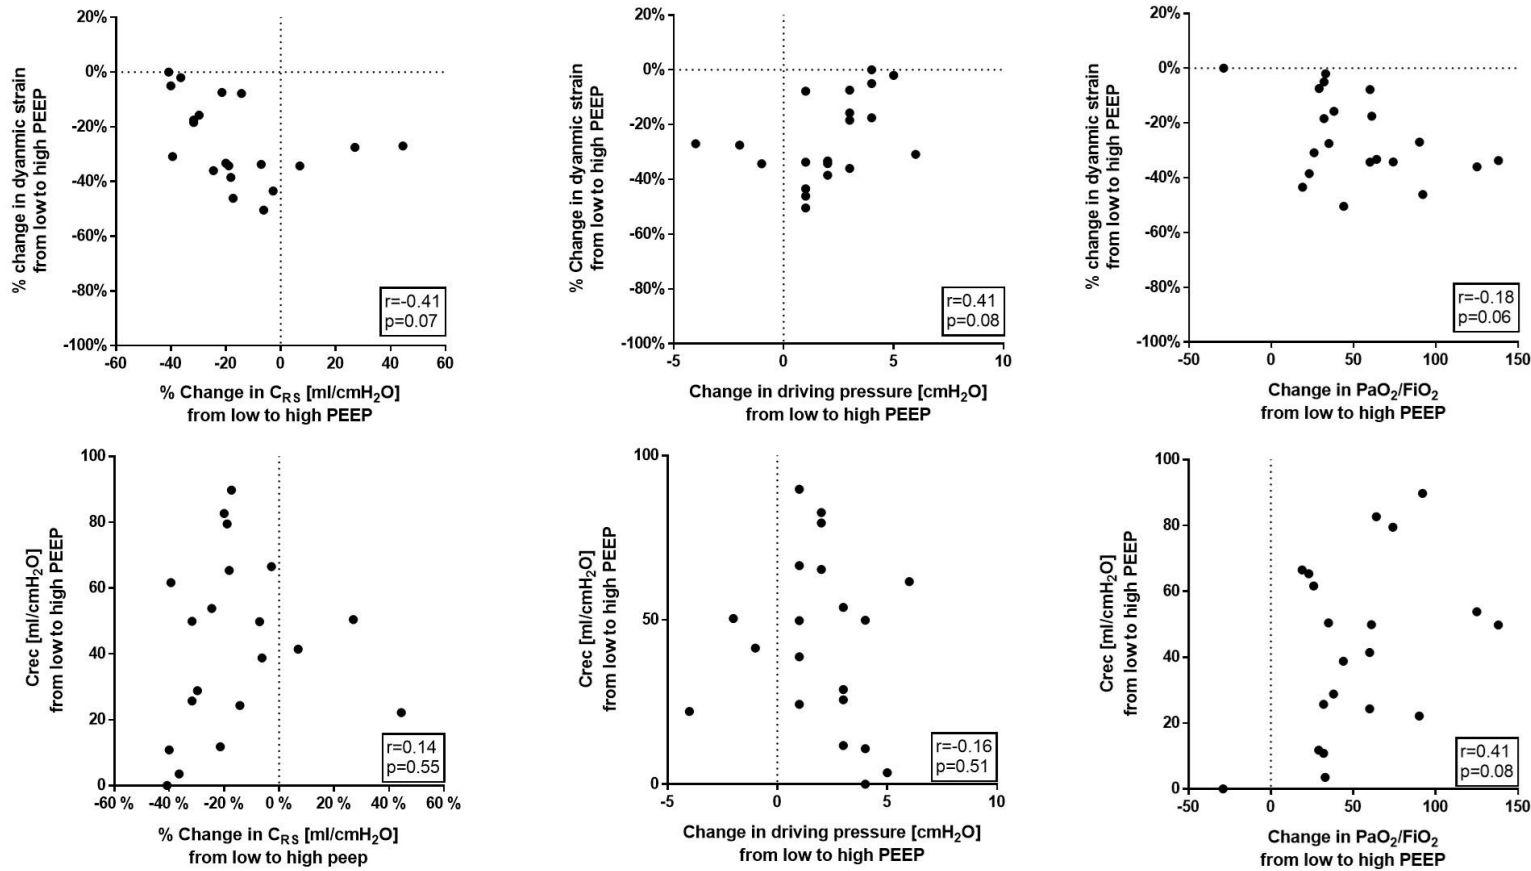 % change in dyanmic strain
from low to high PEEP
20%
0%
-20%
-40%
-60%
-80%
-100%
-60
-40
-20
0
20
40
60
r=-0.41
p=0.07
% Change in CRS [ml/cmH2O]
from low to high PEEP
% Change in dyanmic strain
from low to high PEEP
20%
0%
-20%
-40%
-60%
-80%
-100%
-5
0
5
10
r=0.41
p=0.08
Change in driving pressure [cmH2O]
from low to high PEEP
% change in dyanmic strain
from low to high PEEP
20%
0%
-20%
-40%
-60%
-80%
-100%
-50
0
50
100
150
r=-0.18
p=0.06
Change in PaO2/FiO2
from low to high PEEP
Crec [ml/cmH2O]
from low to high PEEP
100
80
60
40
20
0
-60 %
-40 %
-20 %
0 %
20 %
40 %
60 %
r=0.14
p=0.55
% Change in CRS [ml/cmH2O]
from low to high peep
Crec [ml/cmH2O]
from low to high PEEP
100
50
0
-5
0
5
10
r=-0.16
p=0.51
Change in driving pressure [cmH2O]
from low to high PEEP
Crec [ml/cmH2O]
from low to high PEEP
100
80
60
40
20
0
-50
0
50
100
150
r=0.41
p=0.08
Change in PaO2/FiO2
from low to high PEEP